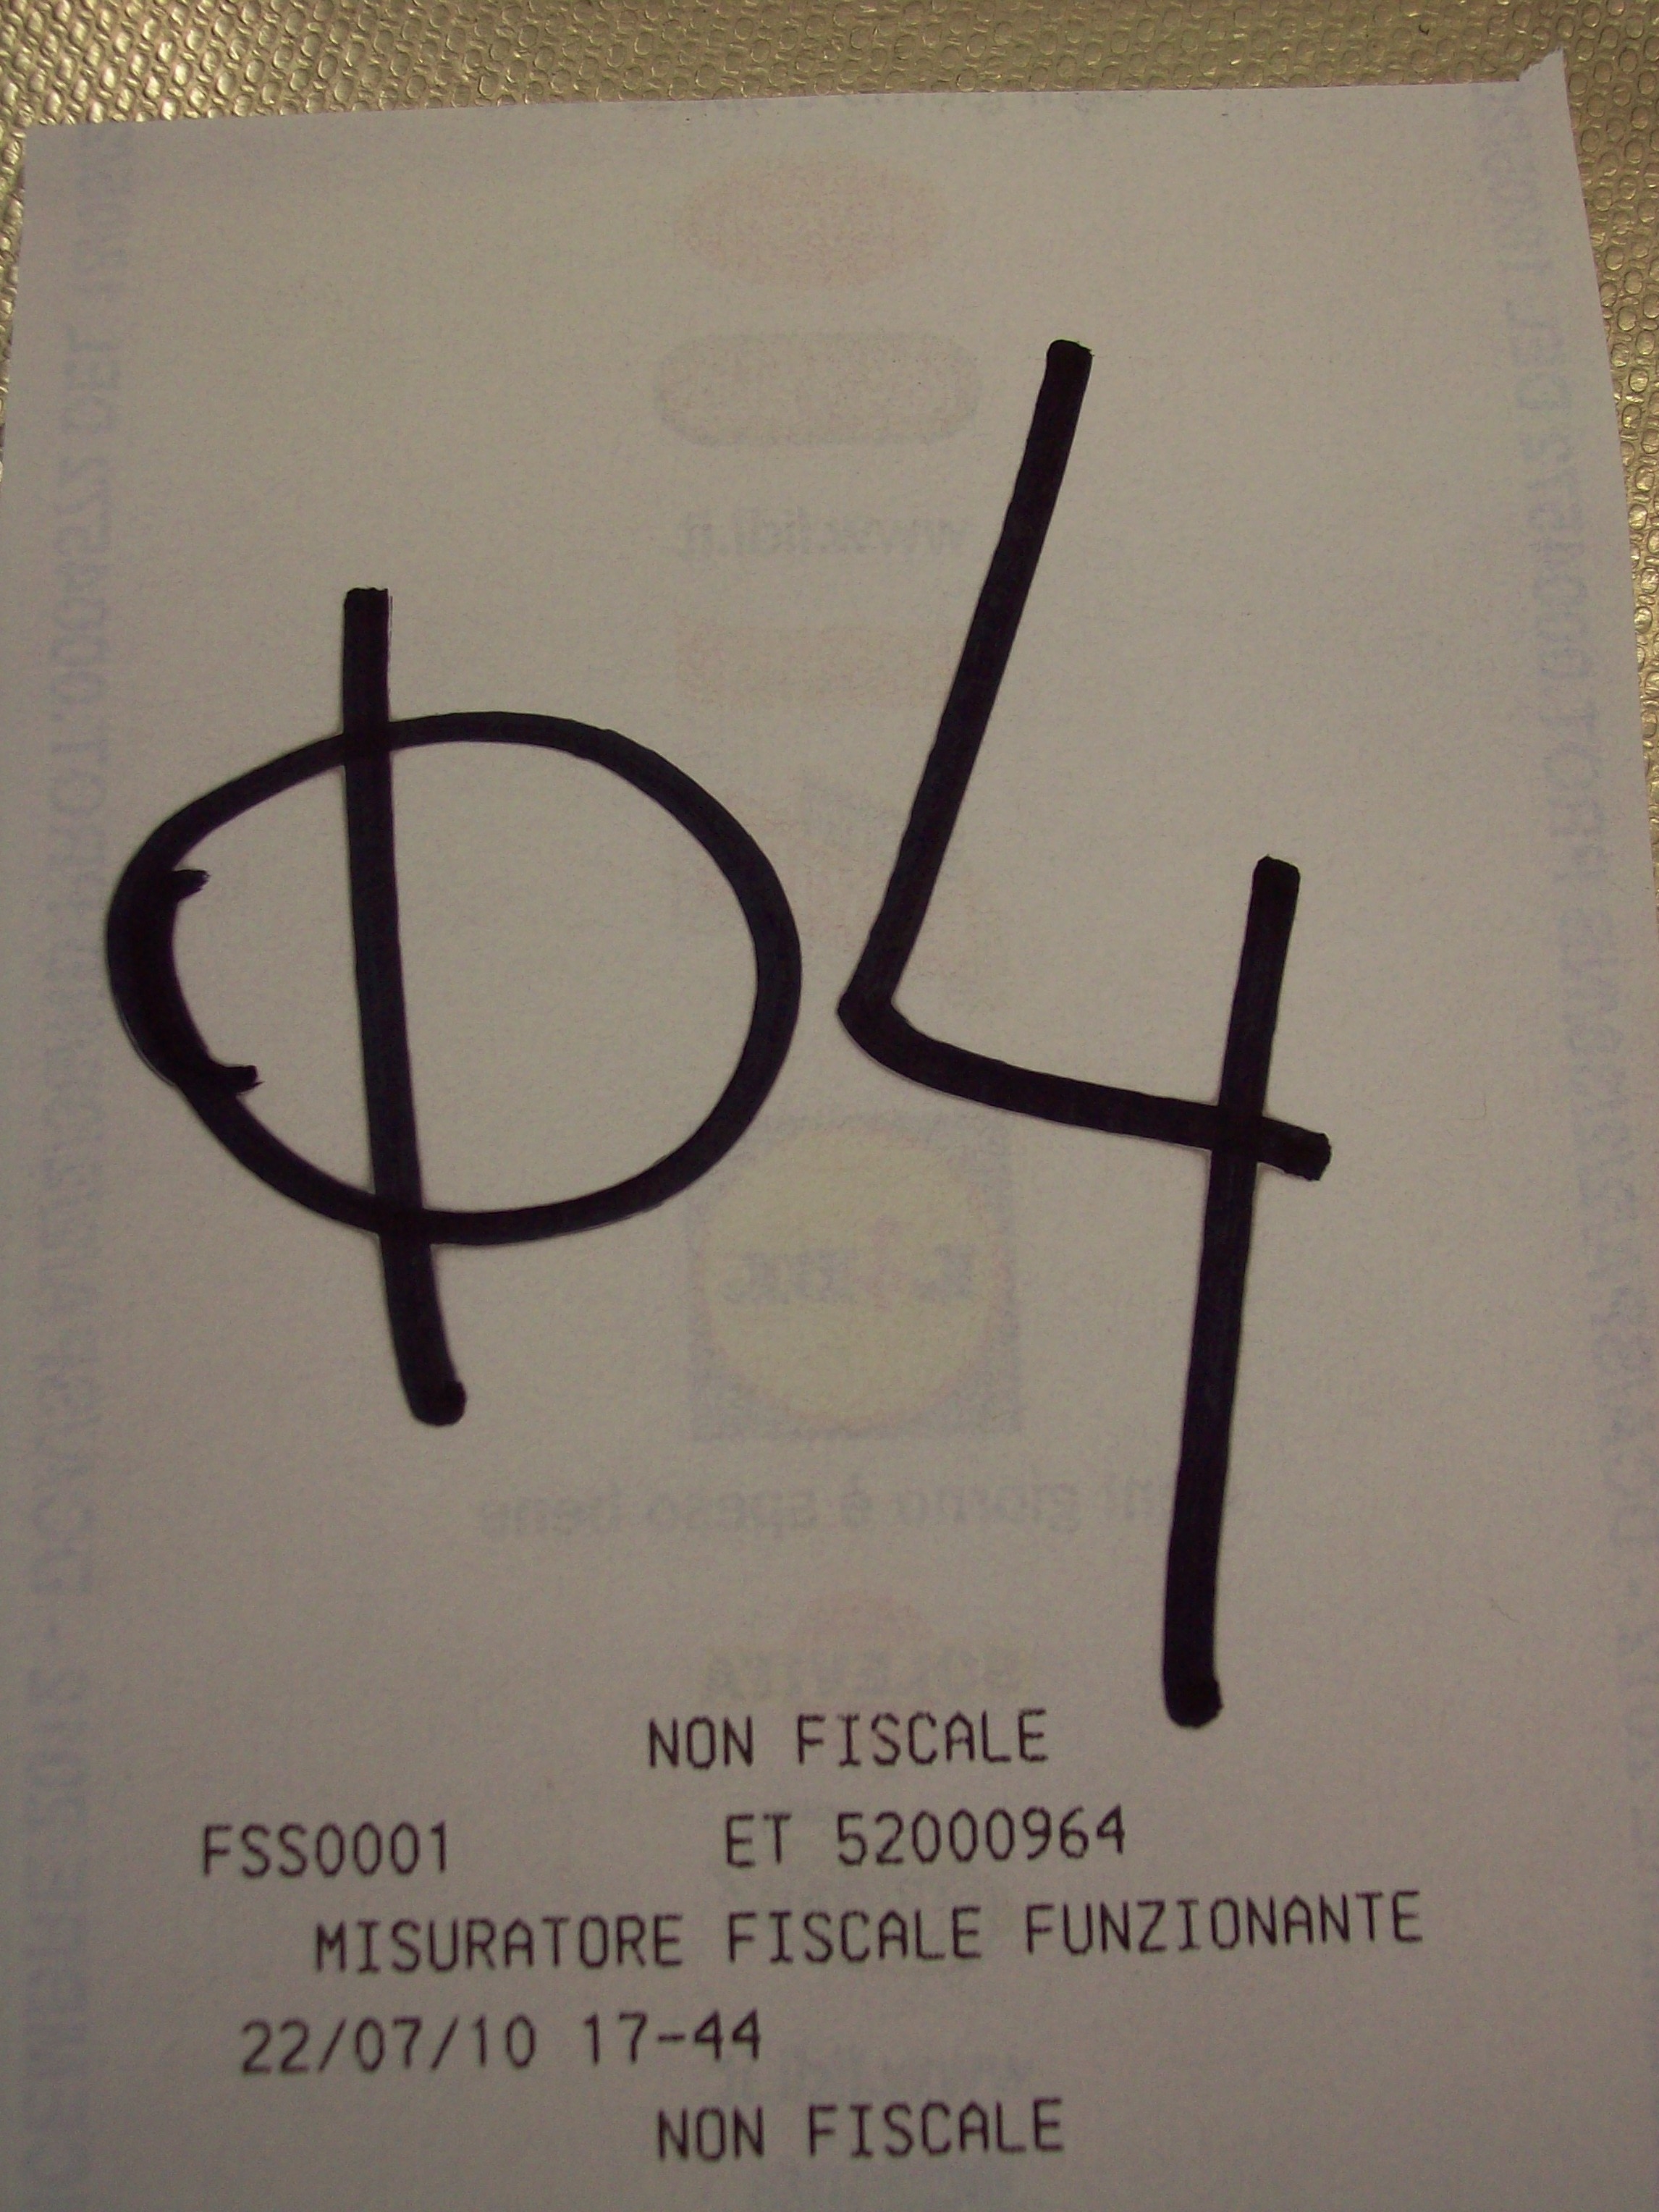 Φ4
NON FISCALE
FSS0001 ET 52000964
MISURATORE FISCALE FUNZIONANTE
22/07/10 17-44
NON FISCALE